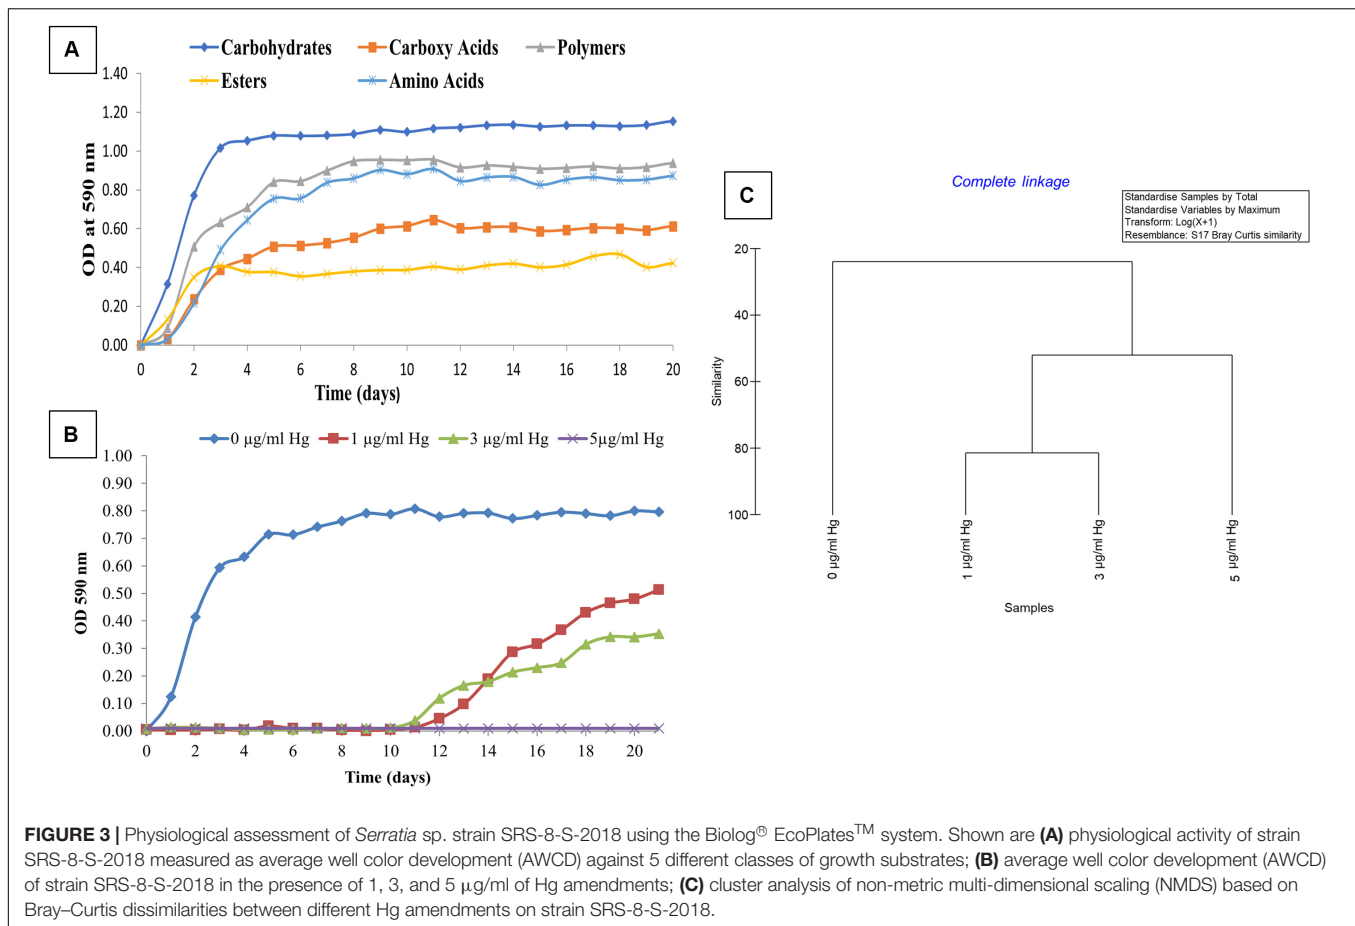 A
Carbohydrates Carboxy Acids Polymers
Esters Amino Acids
1.40
1.20
1.00
0.80
0.60
0.40
0.20
0.00
OD at 590 nm
0 2 4 6 8 10 12 14 16 18 20
Time (days)
B
0 µg/ml Hg 1 µg/ml Hg 3 µg/ml Hg 5µg/ml Hg
1.00
0.90
0.80
0.70
0.60
0.50
0.40
0.30
0.20
0.10
0.00
OD 590 nm
0 2 4 6 8 10 12 14 16 18 20
Time (days)
C
Complete linkage
Standardise Samples by Total
Standardise Variables by Maximum
Transform: Log(X+1)
Resemblance: S17 Bray Curtis similarity
20
40
60
80
100
Similarity
0 µg/ml Hg
1 µg/ml Hg
3 µg/ml Hg
5 µg/ml Hg
Samples
FIGURE 3 | Physiological assessment of Serratia sp. strain SRS-8-S-2018 using the Biolog® EcoPlates™ system. Shown are (A) physiological activity of strain
SRS-8-S-2018 measured as average well color development (AWCD) against 5 different classes of growth substrates; (B) average well color development (AWCD)
of strain SRS-8-S-2018 in the presence of 1, 3, and 5 µg/ml of Hg amendments; (C) cluster analysis of non-metric multi-dimensional scaling (NMDS) based on
Bray–Curtis dissimilarities between different Hg amendments on strain SRS-8-S-2018.